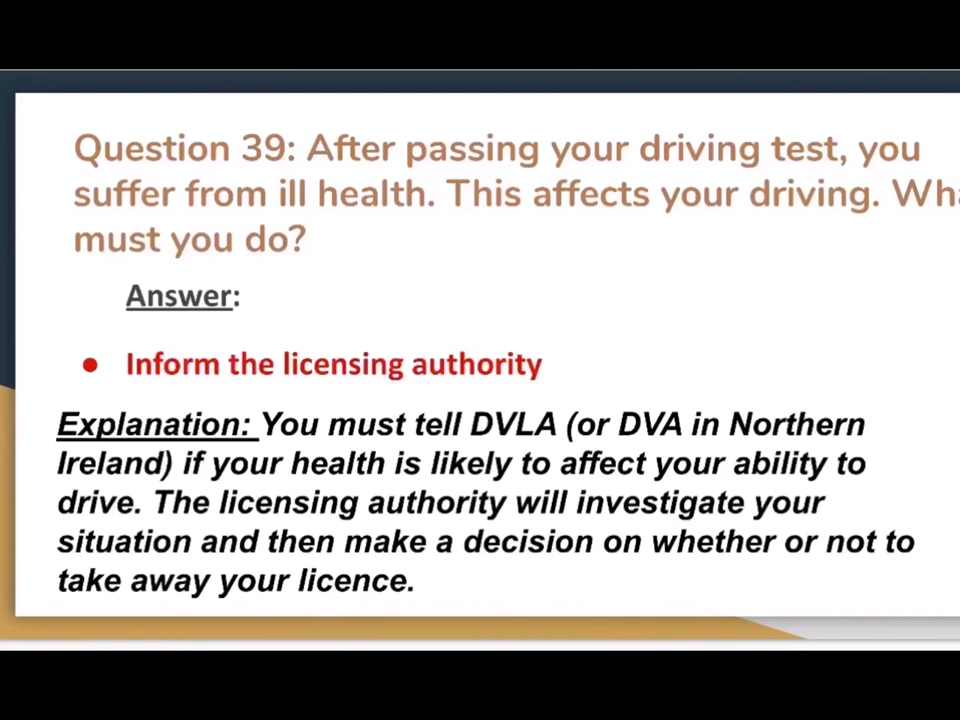 Question 39: After passing your driving test, you
suffer from ill health. This affects your driving.
must you do?
Answer:
● Inform the licensing authority
Explanation: You must tell DVLA (or DVA in Northern
Ireland) if your health is likely to affect your ability to
drive. The licensing authority will investigate your
situation and then make a decision on whether or not to
take away your licence.